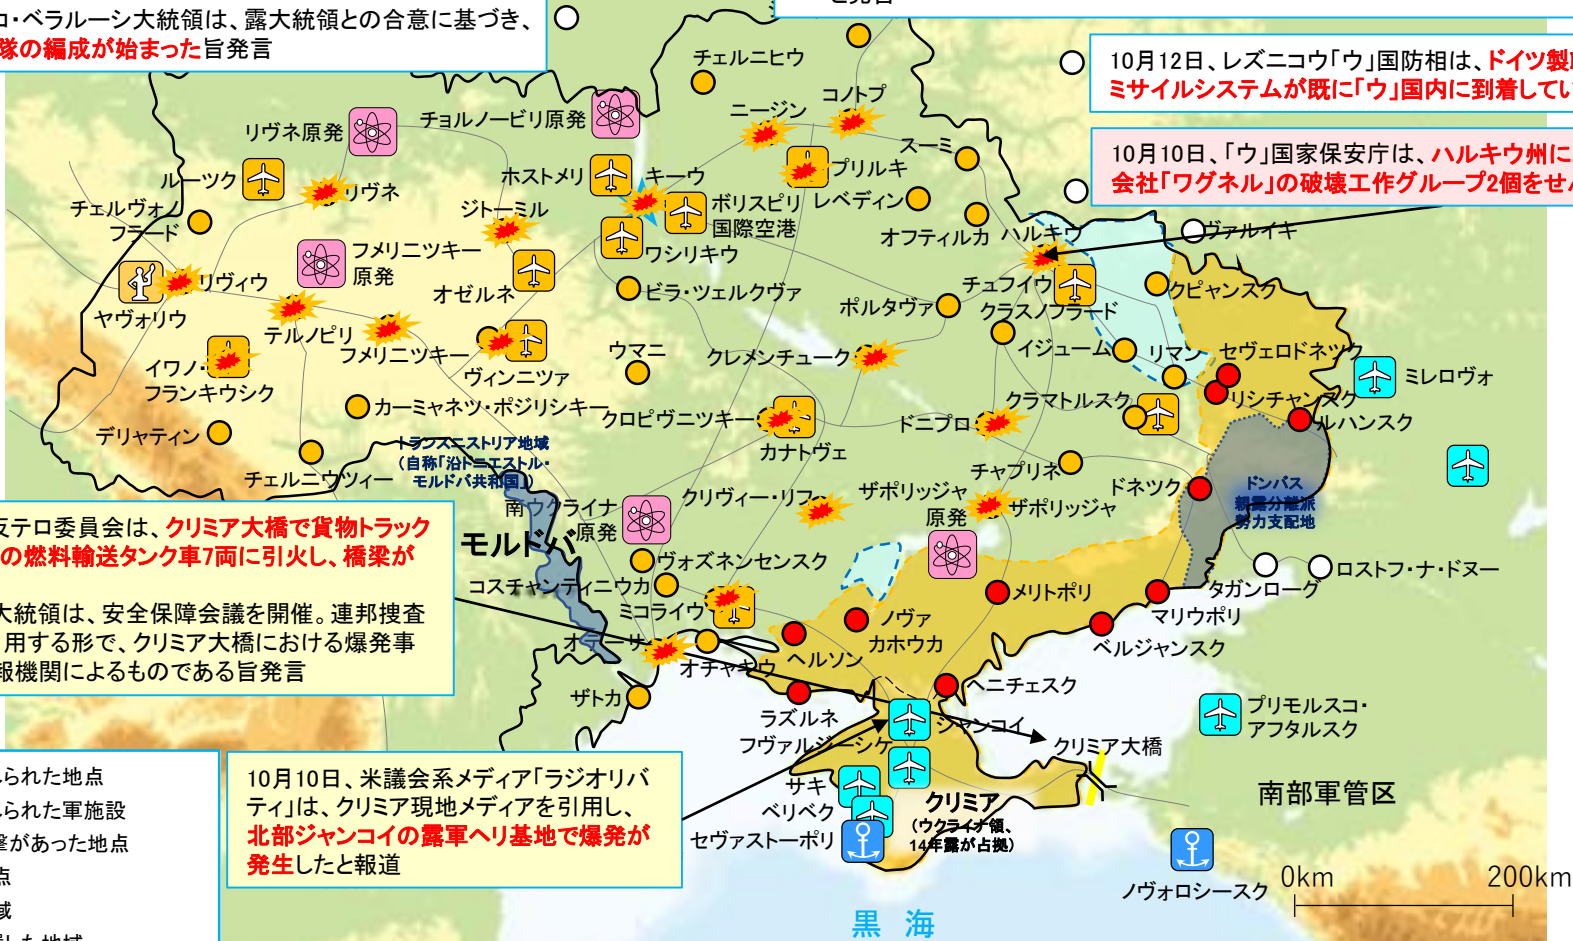 コ・ベラルーシ大統領は、露大統領との合意に基づき、
隊の編成が始まった旨発言
10月12日、レズニコウ「ウ」国防相は、ドイツ製
ミサイルシステムが既に「ウ」国内に到着してい
10月10日、「ウ」国家保安庁は、ハルキウ州に
会社「ワグネル」の破壊工作グループ2個をせん
チェルニヒウ
コノトプ
ニージン
チョルノービリ原発
リヴネ原発
スーミ
プリルキ
ホストメリ
キーウ
ルーツク
リヴネ
レベディン
ボリスピリ
国際空港
ジトーミル
チェルヴォノ
フラード
オフティルカ
ハルキウ
ヴァルイキ
ワシリキウ
フメリニツキー
原発
リヴィウ
オゼルネ
ビラ・ツェルクヴァ
チュフイウ
クピャンスク
ポルタヴァ
クラスノフラード
ヤヴォリウ
テルノピリ
フメリニツキー
ウマニ
クレメンチューク
イジューム
リマン
セヴェロドネツク
イワノ・
フランキウシク
ヴィンニツァ
ミレロヴォ
リシチャンスク
カーミャネツ・ポジリシキー
クロピヴニツキー
クラマトルスク
ルハンスク
ドニプロ
デリャティン
カナトヴェ
トランスニストリア地域
(自称「沿ドニエストル・
モルドバ共和国」)
チェルニウツィー
チャプリネ
ドネツク
ドンバス
親露分離派
勢力支配地
クリヴィー・リフ
ザポリッジャ
原発
ザポリッジャ
南ウクライナ
原発
モルドバ
反テロ委員会は、クリミア大橋で貨物トラック
の燃料輸送タンク車7両に引火し、橋梁が
大統領は、安全保障会議を開催。連邦捜査
用する形で、クリミア大橋における爆発事
報機関によるものである旨発言
ヴォズネンセンスク
コスチャンティニウカ
ミコライウ
オデーサ
オチャキウ
ザトカ
ヘルソン
ノヴァ
カホウカ
メリトポリ
タガンローグ
ロストフ・ナ・ドヌー
マリウポリ
ベルジャンスク
ヘニチェスク
ラズルネ
フヴァルジーシケ
ジャンコイ
クリミア大橋
プリモルスコ・
アフタルスク
サキ
ベリベク
セヴァストーポリ
クリミア
(ウクライナ領、
14年露が占拠)
南部軍管区
ノヴォロシースク
0km
200km
黒 海
10月10日、米議会系メディア「ラジオリバ
ティ」は、クリミア現地メディアを引用し、
北部ジャンコイの露軍ヘリ基地で爆発が
発生したと報道
られた地点
られた軍施設
撃があった地点
点
域
した地域